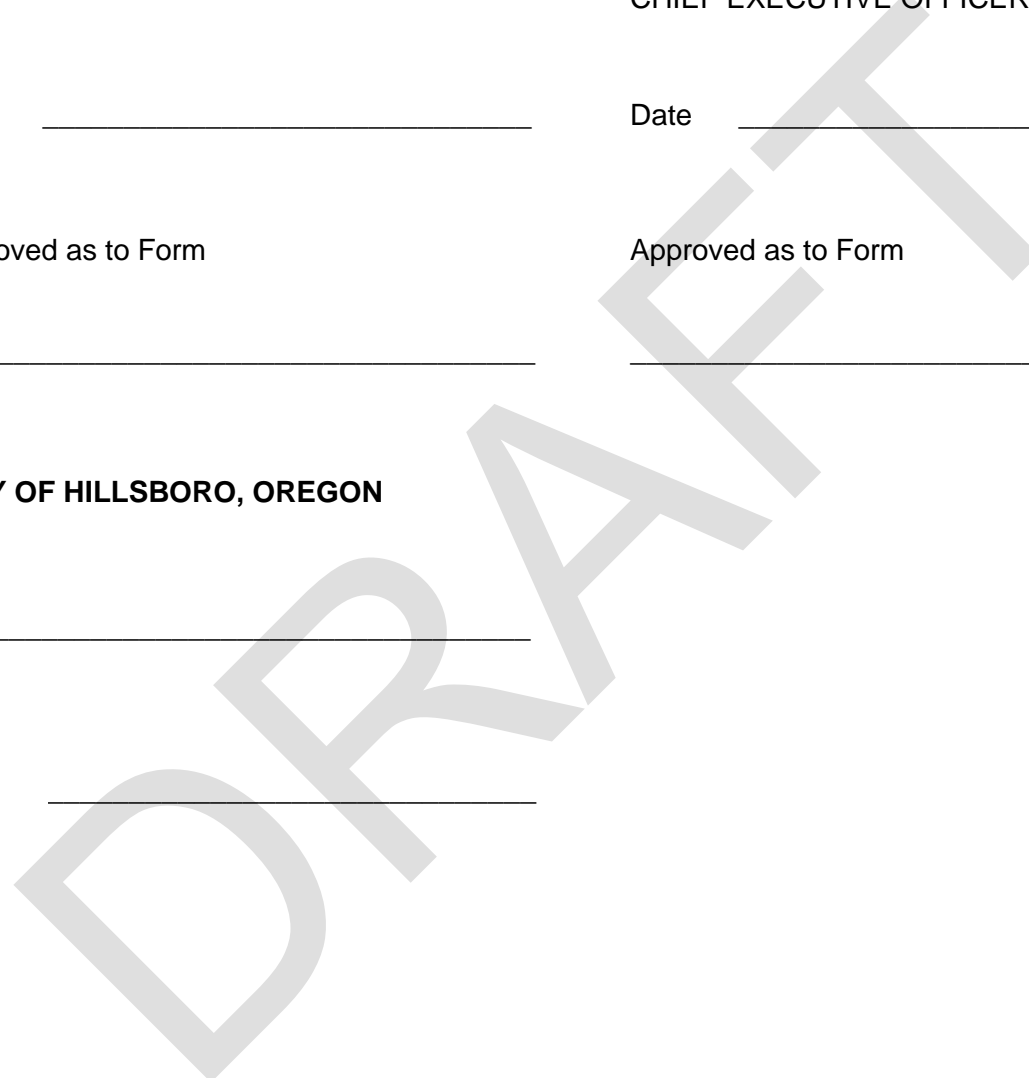 CHIEF EXECUTIVE OFFICER
Date
oved as to Form
Approved as to Form
Y OF HILLSBORO, OREGON
DRAFT